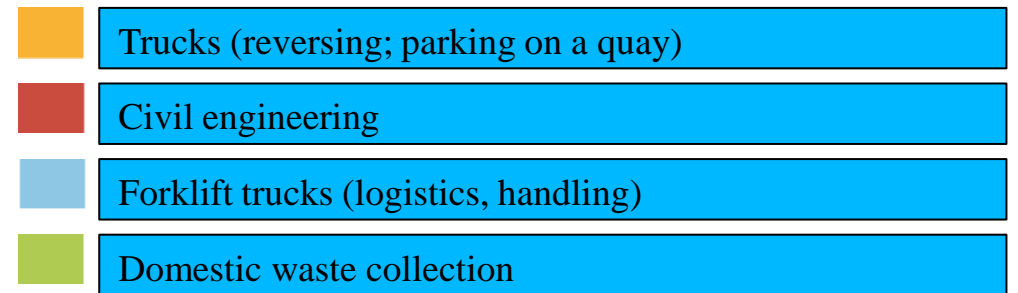 Trucks (reversing; parking on a quay)
Civil engineering
Forklift trucks (logistics, handling)
Domestic waste collection